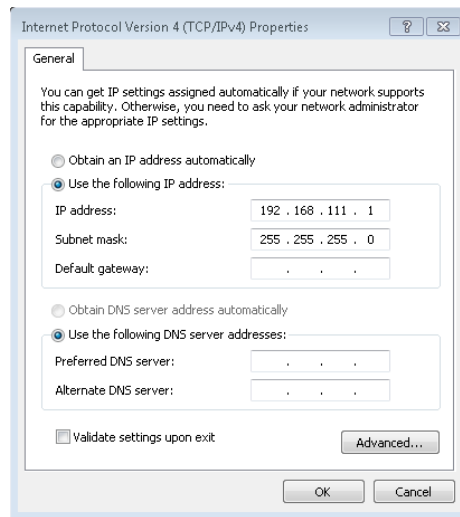 Internet Protocol Version 4 (TCP/IPv4) Properties
?
General
You can get IP settings assigned automatically if your network supports
this capability. Otherwise, you need to ask your network administrator
for the appropriate IP settings.
Obtain an IP address automatically
Use the following IP address:
IP address: 192 . 168 . 111 . 1
Subnet mask: 255 . 255 . 255 . 0
Default gateway: . . .
Obtain DNS server address automatically
Use the following DNS server addresses:
Preferred DNS server: . . .
Alternate DNS server: . . .
Validate settings upon exit
Advanced...
OK Cancel